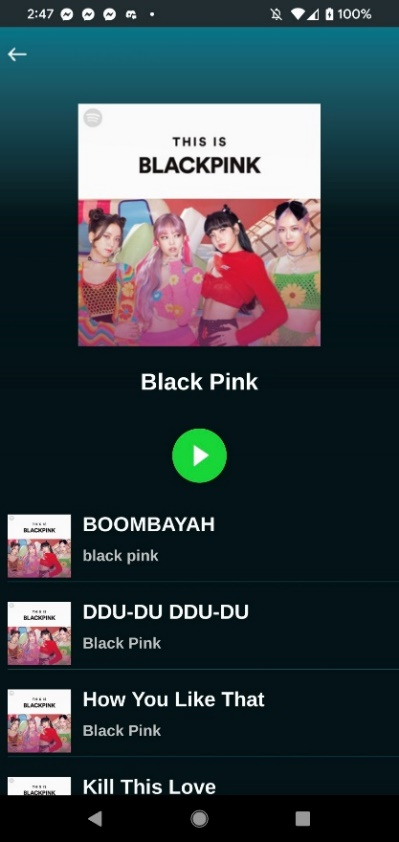 2:47
100%
THIS IS
BLACKPINK
Black Pink
THIS IS
BLACKPINK
BOOMBAYAH
black pink
THIS IS
BLACKPINK
DDU-DU DDU-DU
Black Pink
THIS IS
BLACKPINK
How You Like That
Black Pink
THIS IS
BLACKPINK
Kill This Love